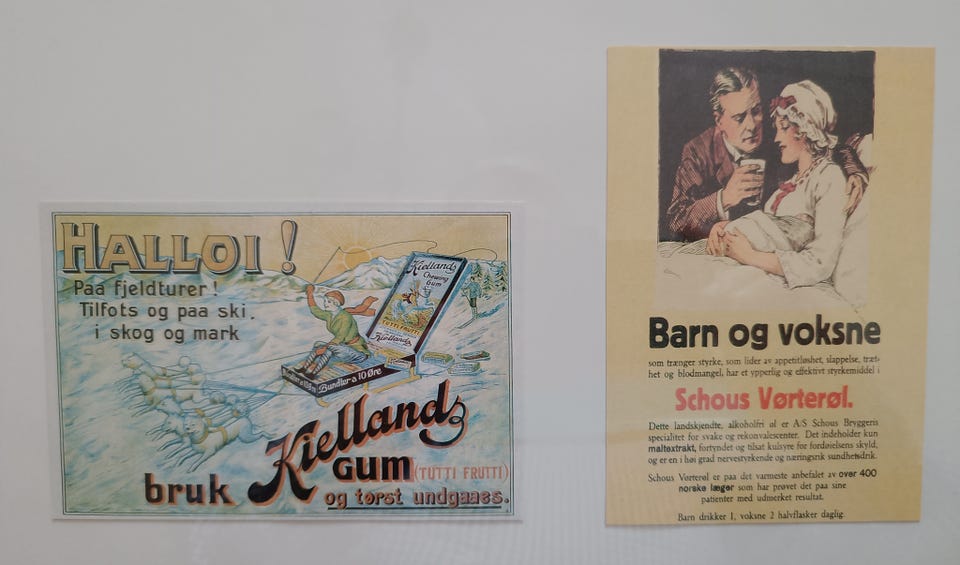 HALLOI!
Paa fjeldturer!
Tilfots og paa ski.
i skog og mark
Kiellands
Chewing
Gum
TUTTI FRUTTI
Kiellands
Bundter a 10 Øre
Kiellands
GUM (TUTTI FRUTTI)
bruk
og tørst undgaaes.
Barn og voksne
som trænger styrke, som lider av appetitløshet, slappelse, træt-
het og blodmangel, har et ypperlig og effektivt styrkemiddel i
Schous Vørterøl.
Dette landskjendte, alkoholfri øl er A/S Schous Bryggeris
specialitet for svake og rekonvalescenter. Det indeholder kun
maltextrakt, fortyndet og tilsat kulsyre for fordøielsens skyld,
og er en i høi grad nervestyrkende og næringsrik sundhetsdrik.
Schous Vørterøl er paa det varmeste anbefalet av over 400
norske læger som har prøvet det paa sine
patienter med udmerket resultat.
Barn drikker 1, voksne 2 halvflasker daglig.